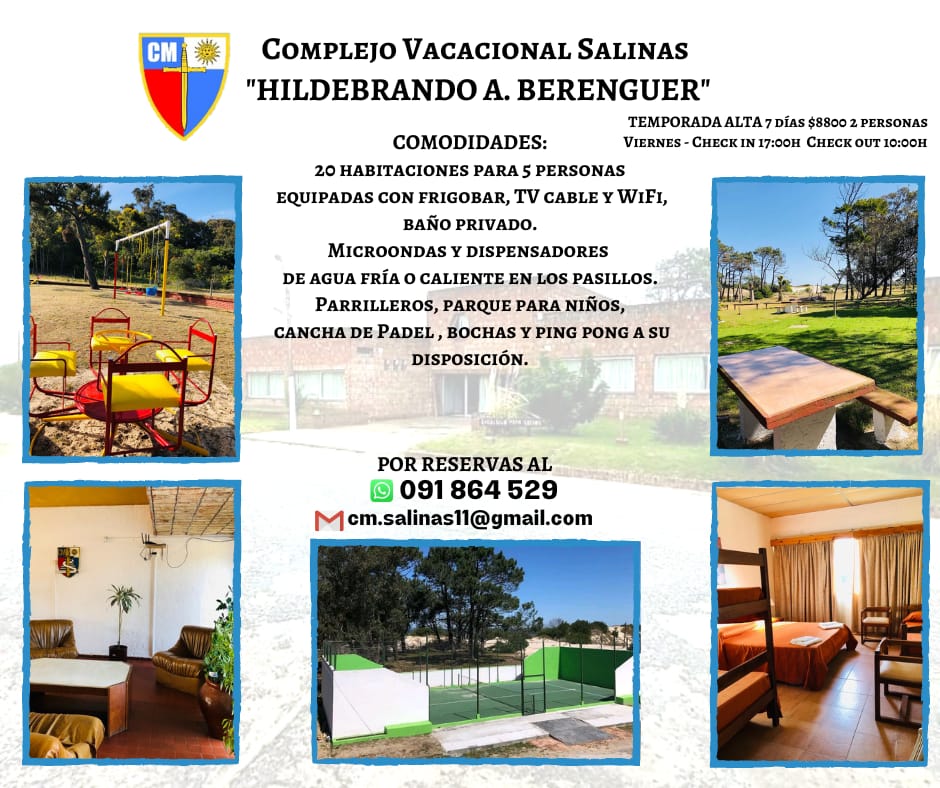 CM
Complejo Vacacional Salinas
"HILDEBRANDO A. BERENGUER"
TEMPORADA ALTA 7 días $8800 2 personas
Viernes - Check in 17:00h Check out 10:00h
COMODIDADES:
20 habitaciones para 5 personas
equipadas con frigobar, TV cable y WiFi,
baño privado.
Microondas y dispensadores
de agua fría o caliente en los pasillos.
Parrilleros, parque para niños,
cancha de Padel , bochas y ping pong a su
disposición.
POR RESERVAS AL
091 864 529
cm.salinas11@gmail.com